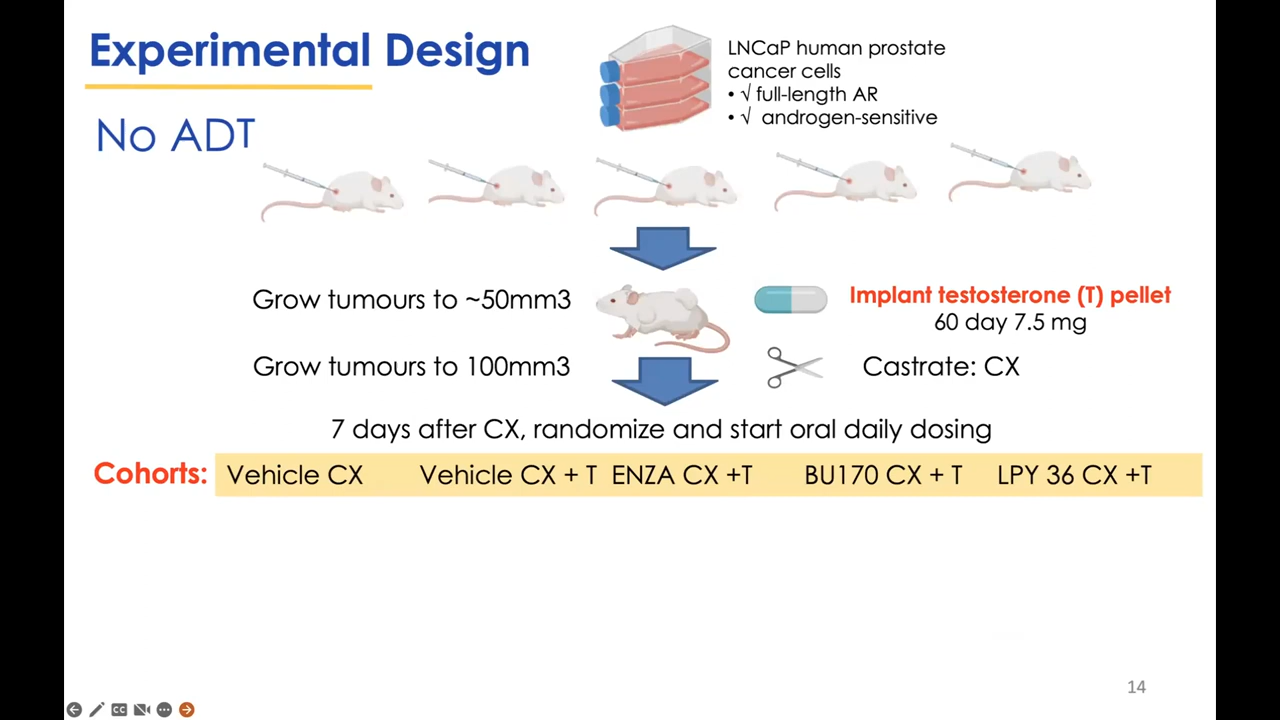 Experimental Design
LNCaP human prostate
cancer cells
• √ full-length AR
• √ androgen-sensitive
No ADT
Grow tumours to ~50mm3
Implant testosterone (T) pellet
60 day 7.5 mg
Grow tumours to 100mm3
Castrate: CX
7 days after CX, randomize and start oral daily dosing
Cohorts: Vehicle CX Vehicle CX + T ENZA CX +T BU170 CX + T LPY 36 CX +T
14
CC